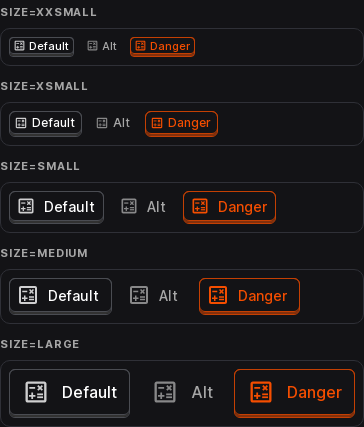 SIZE=XXSMALL
Default Alt Danger
SIZE=XSMALL
Default Alt Danger
SIZE=SMALL
Default Alt Danger
SIZE=MEDIUM
Default Alt Danger
SIZE=LARGE
Default Alt Danger